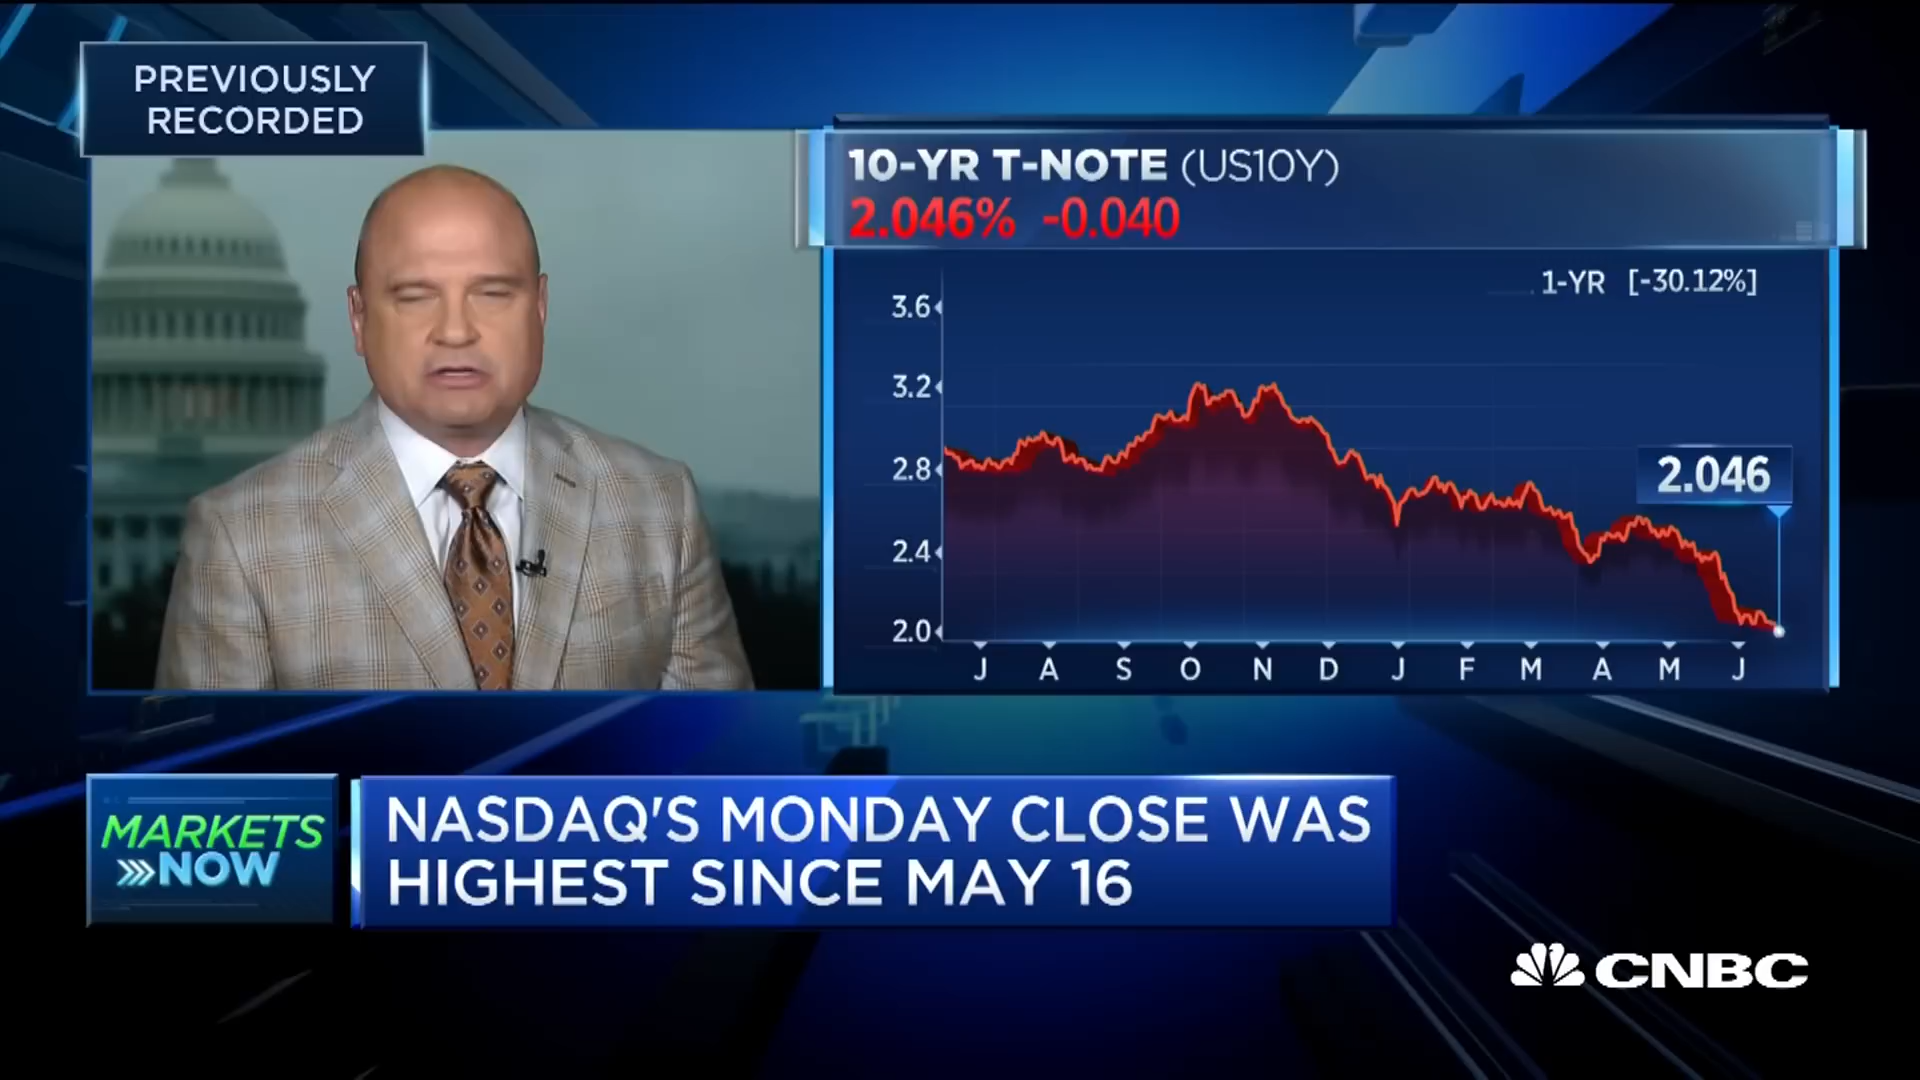 PREVIOUSLY
RECORDED
10-YR T-NOTE (US10Y)
2.046% -0.040
1-YR [-30.12%]
3.6
3.2
2.8
2.4
2.0
2.046
J A S O N D J F M A M J
MARKETS
NOW
NASDAQ'S MONDAY CLOSE WAS
HIGHEST SINCE MAY 16
CNBC